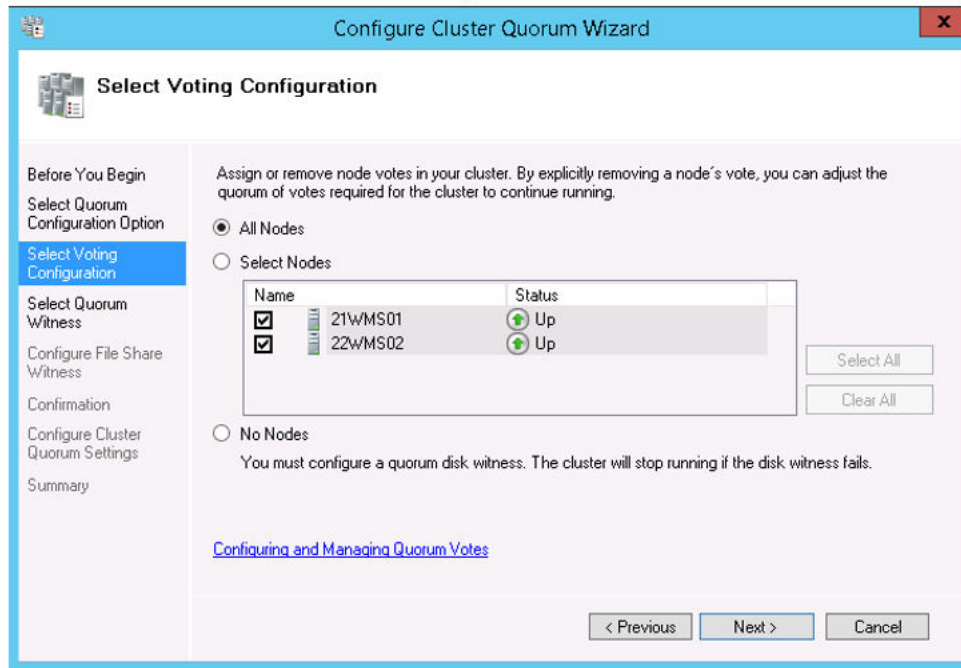 Configure Cluster Quorum Wizard
x
Select Voting Configuration
Before You Begin
Select Quorum
Configuration Option
Select Voting
Configuration
Select Quorum
Witness
Configure File Share
Witness
Confirmation
Configure Cluster
Quorum Settings
Summary
Assign or remove node votes in your cluster. By explicitly removing a node's vote, you can adjust the
quorum of votes required for the cluster to continue running.
All Nodes
Select Nodes
Name Status
21WMS01 Up
22WMS02 Up
Select All
Clear All
No Nodes
You must configure a quorum disk witness. The cluster will stop running if the disk witness fails.
Configuring and Managing Quorum Votes
< Previous Next > Cancel